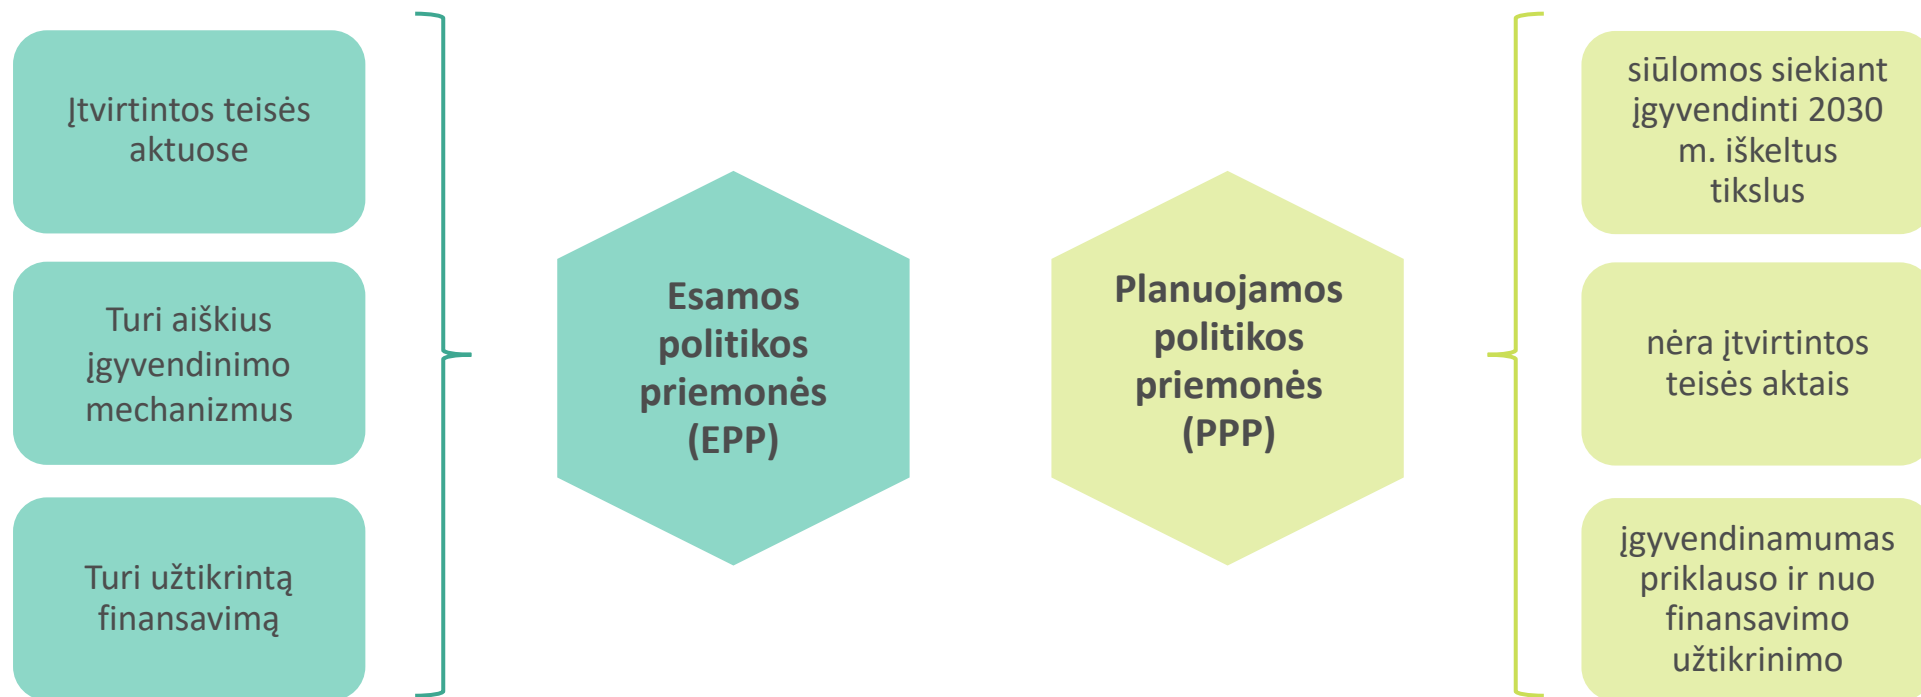 Įtvirtintos teisės
aktuose
Turi aiškius
įgyvendinimo
mechanizmus
Turi užtikrintą
finansavimą
Esamos
politikos
priemonės
(EPP)
Planuojamos
politikos
priemonės
(PPP)
siūlomos siekiant
įgyvendinti 2030
m. iškeltus
tikslus
nėra įtvirtintos
teisės aktais
įgyvendinamumas
priklauso ir nuo
finansavimo
užtikrinimo